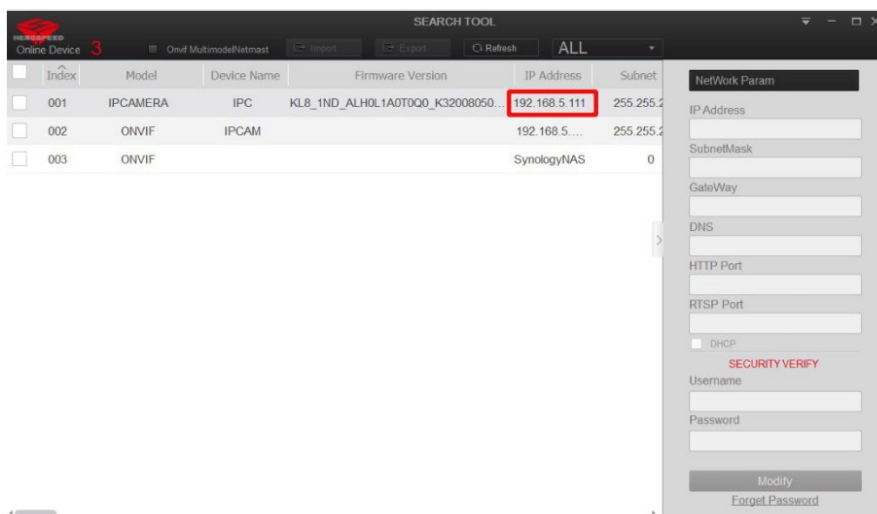 SEARCH TOOL
HEROSPEED
Online Device 3 Onvif MultimodelNetmast Import Export Refresh ALL
Index Model Device Name Firmware Version IP Address Subnet
001 IPCAMERA IPC KL8_1ND_ALH0L1A0T0Q0_K32008050... 192.168.5.111 255.255.2
002 ONVIF IPCAM 192.168.5.... 255.255.2
003 ONVIF SynologyNAS 0
NetWork Param
IP Address
SubnetMask
GateWay
DNS
HTTP Port
RTSP Port
DHCP
SECURITY VERIFY
Username
Password
Modify
Forget Password